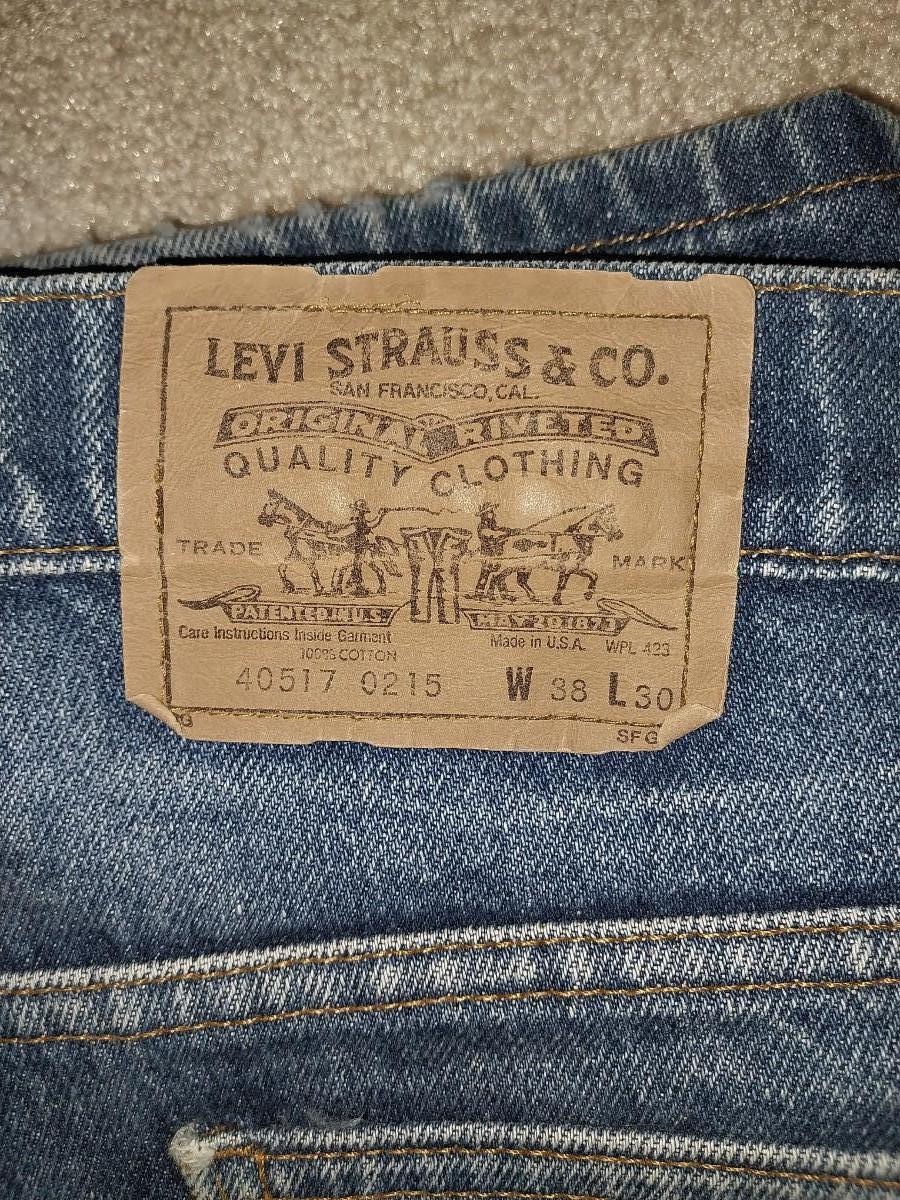 LEVI STRAUSS & CO.
SAN FRANCISCO, CAL.
ORIGINAL RIVETED
QUALITY CLOTHING
TRADE MARK
PATENTED IN U.S. MAY 20 1873
Care Instructions Inside Garment Made in U.S.A. WPL 423
100% COTTON
40517 0215 W 38 L 30
SFG